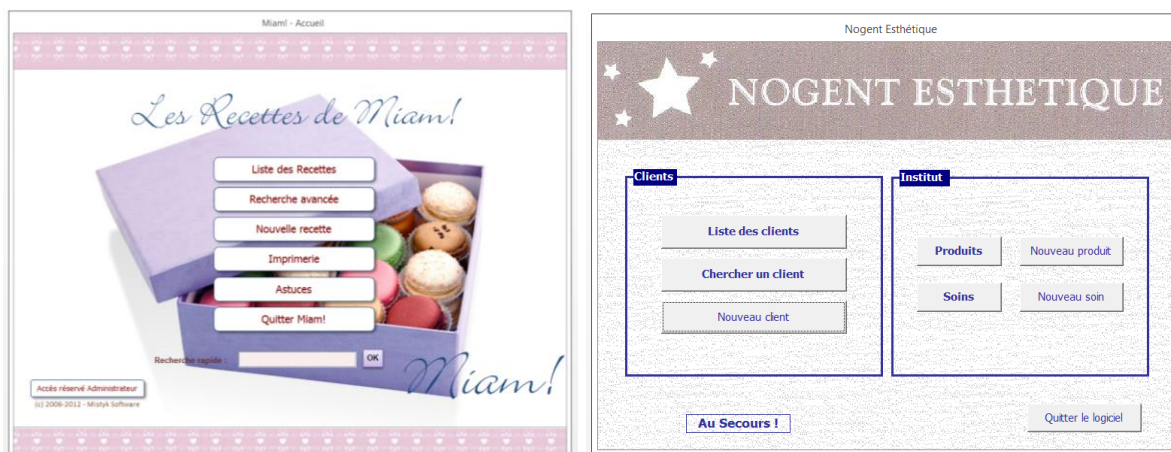 Miam! - Accueil
Les Recettes de Miam!
Liste des Recettes
Recherche avancée
Nouvelle recette
Imprimerie
Astuces
Quitter Miam!
Recherche rapide :
OK
Miam!
Accès réservé Administrateur
(c) 2006-2012 - Mistyk Software
Nogent Esthétique
NOGENT ESTHETIQUE
Clients
Liste des clients
Chercher un client
Nouveau client
Institut
Produits
Nouveau produit
Soins
Nouveau soin
Au Secours !
Quitter le logiciel